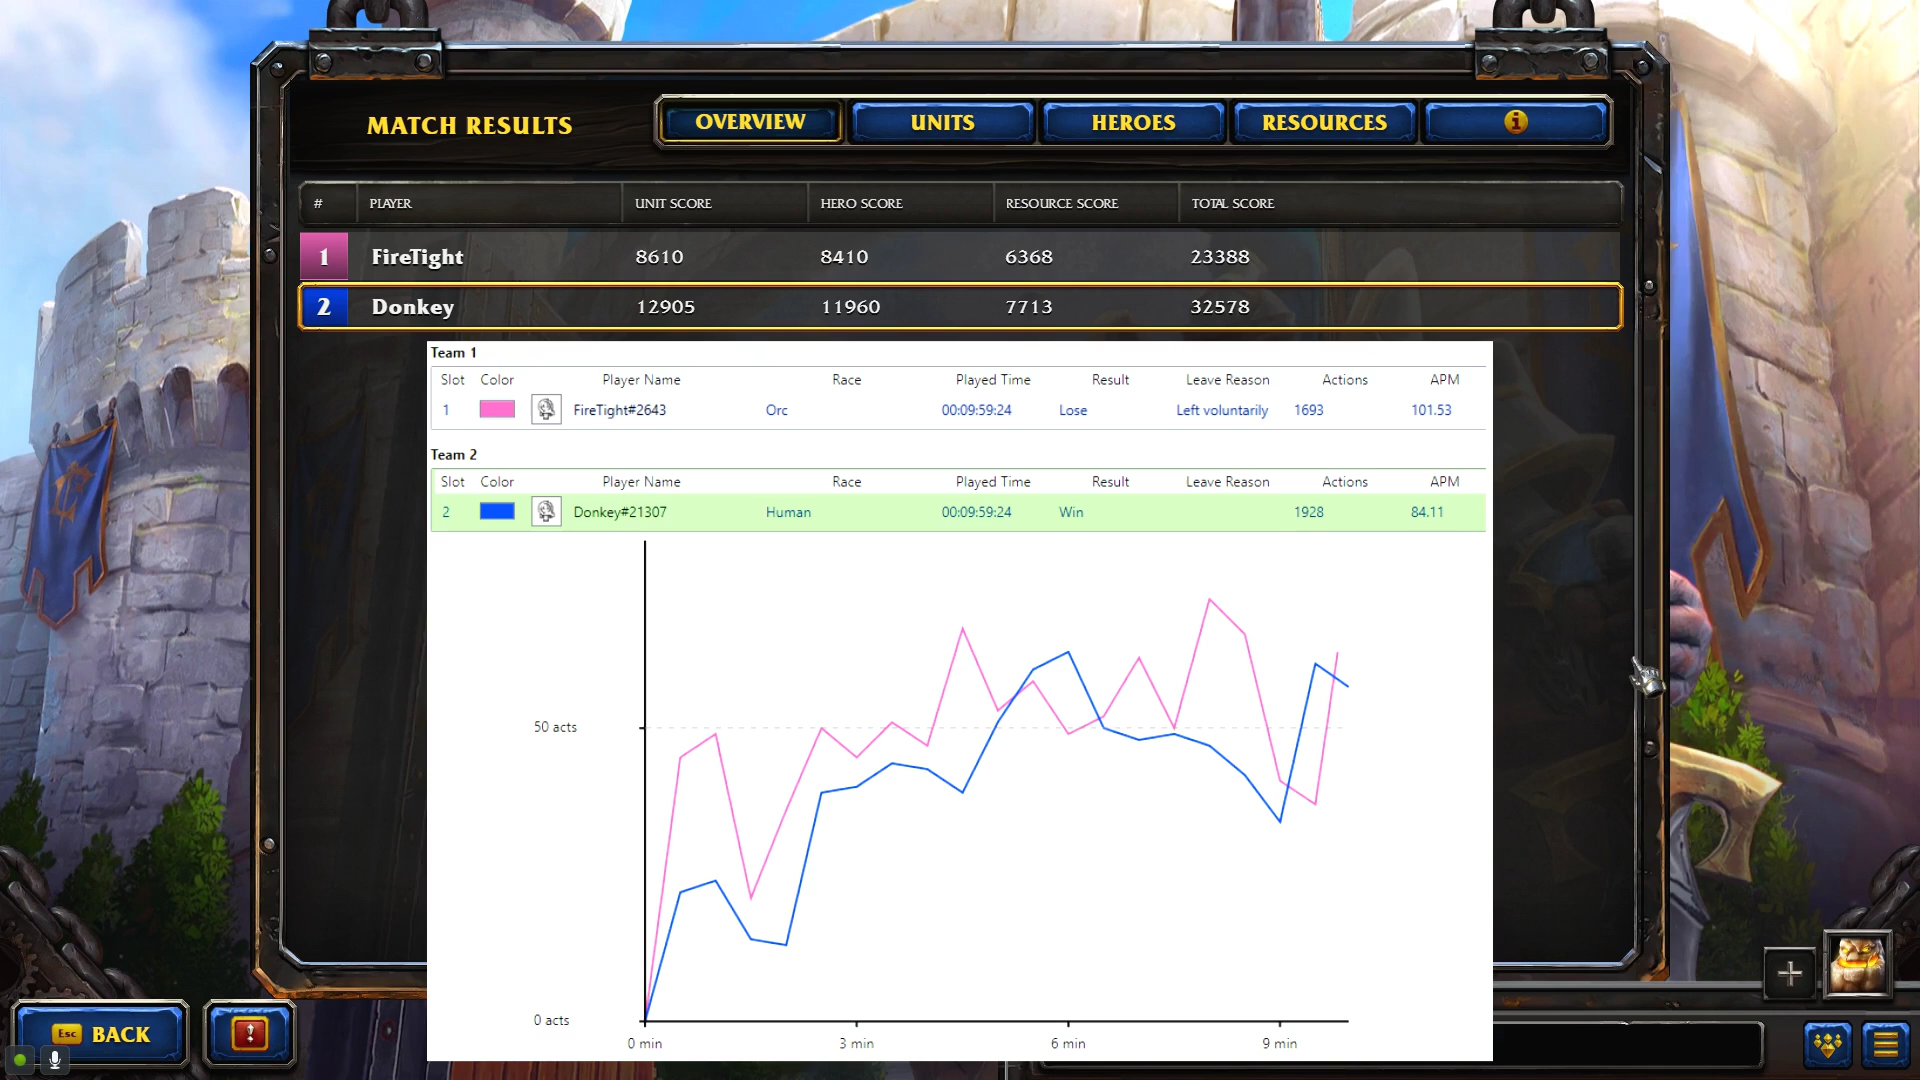 MATCH RESULTS OVERVIEW UNITS HEROES RESOURCES
# PLAYER UNIT SCORE HERO SCORE RESOURCE SCORE TOTAL SCORE
1 FireTight 8610 8410 6368 23388
2 Donkey 12905 11960 7713 32578
Team 1
Slot Color Player Name Race Played Time Result Leave Reason Actions APM
1 FireTight#2643 Orc 00:09:59:24 Lose Left voluntarily 1693 101.53
Team 2
Slot Color Player Name Race Played Time Result Leave Reason Actions APM
2 Donkey#21307 Human 00:09:59:24 Win 1928 84.11
50 acts
0 acts
0 min 3 min 6 min 9 min
Esc BACK